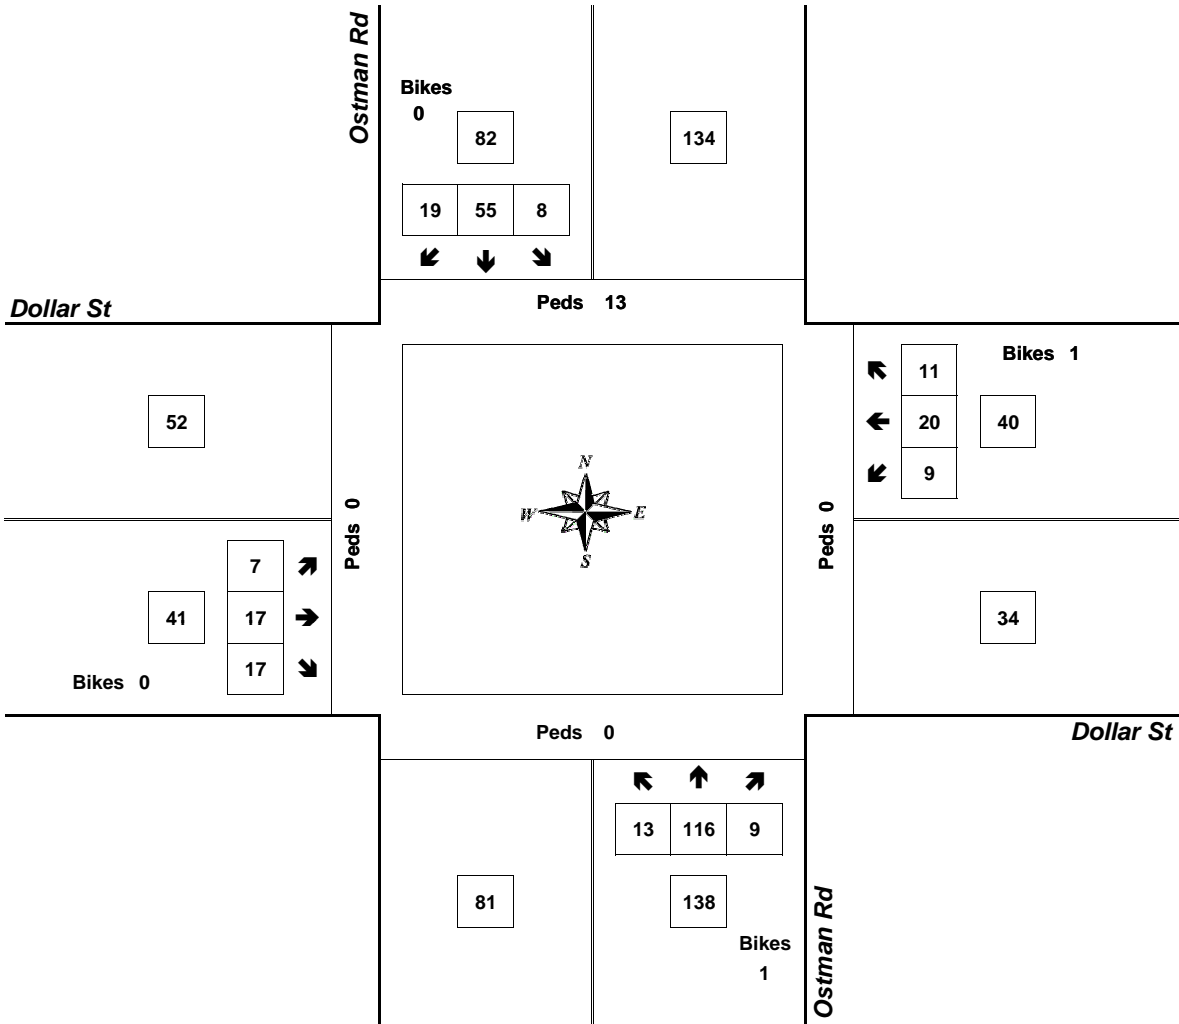 Ostman Rd
Bikes
0
82
134
19 55 8
Peds 13
Dollar St
Bikes 1
11
52
20 40
9
N
W E
S
Peds 0
Peds 0
7
41 17
34
17
Bikes 0
Peds 0
Dollar St
13 116 9
81
138
Bikes
1
Ostman Rd